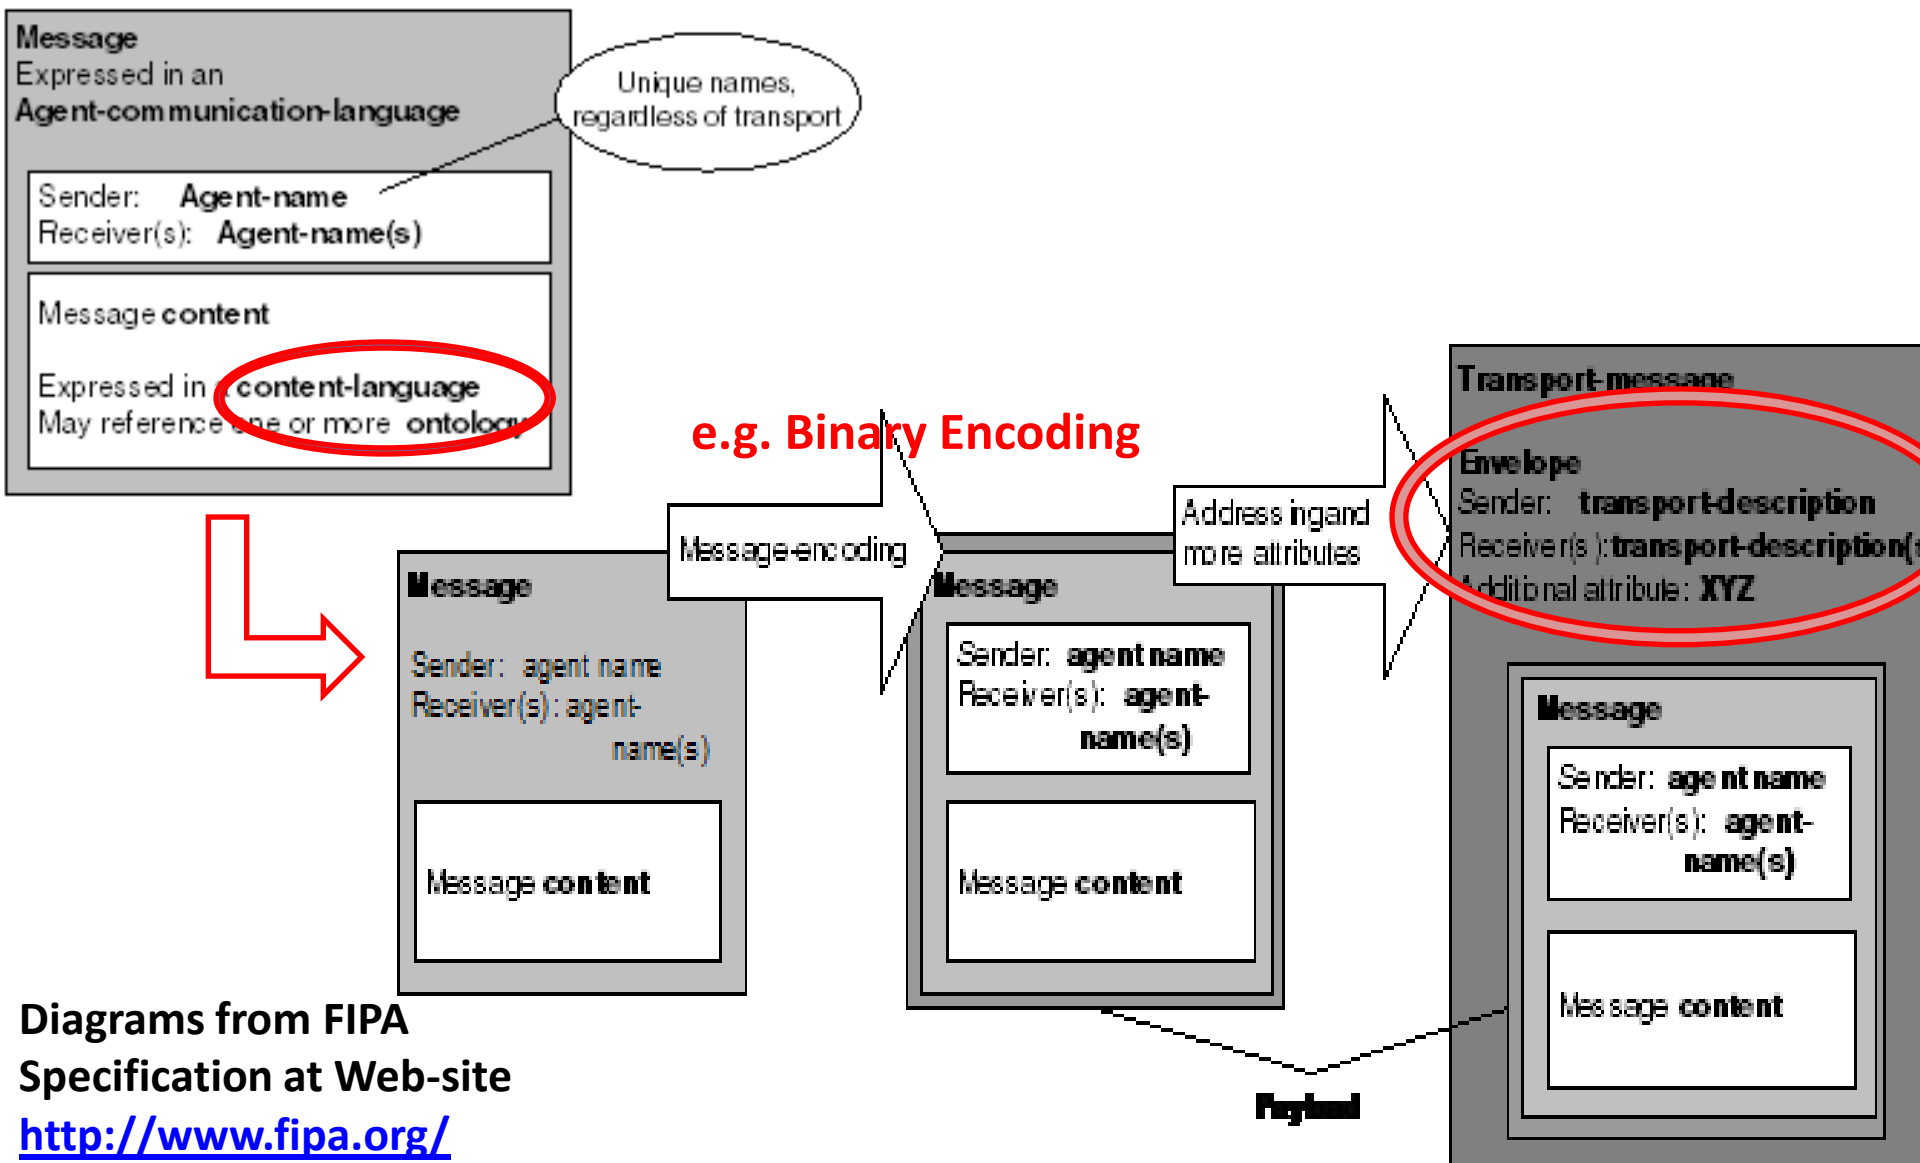 Message
Expressed in an
Agent-communication-language
Sender: Agent-name
Receiver(s): Agent-name(s)
Message content
Expressed in a content-language
May reference one or more ontology
Unique names,
regardless of transport
e.g. Binary Encoding
Message
Sender: agent name
Receiver(s): agent-
name(s)
Message content
Message-encoding
Message
Sender: agent name
Receiver(s): agent-
name(s)
Message content
Addressing and
more attributes
Transport-message
Envelope
Sender: transport-description
Receiver(s): transport-description(s
Additional attribute: XYZ
Message
Sender: agent name
Receiver(s): agent-
name(s)
Message content
Payload
Diagrams from FIPA
Specification at Web-site
http://www.fipa.org/